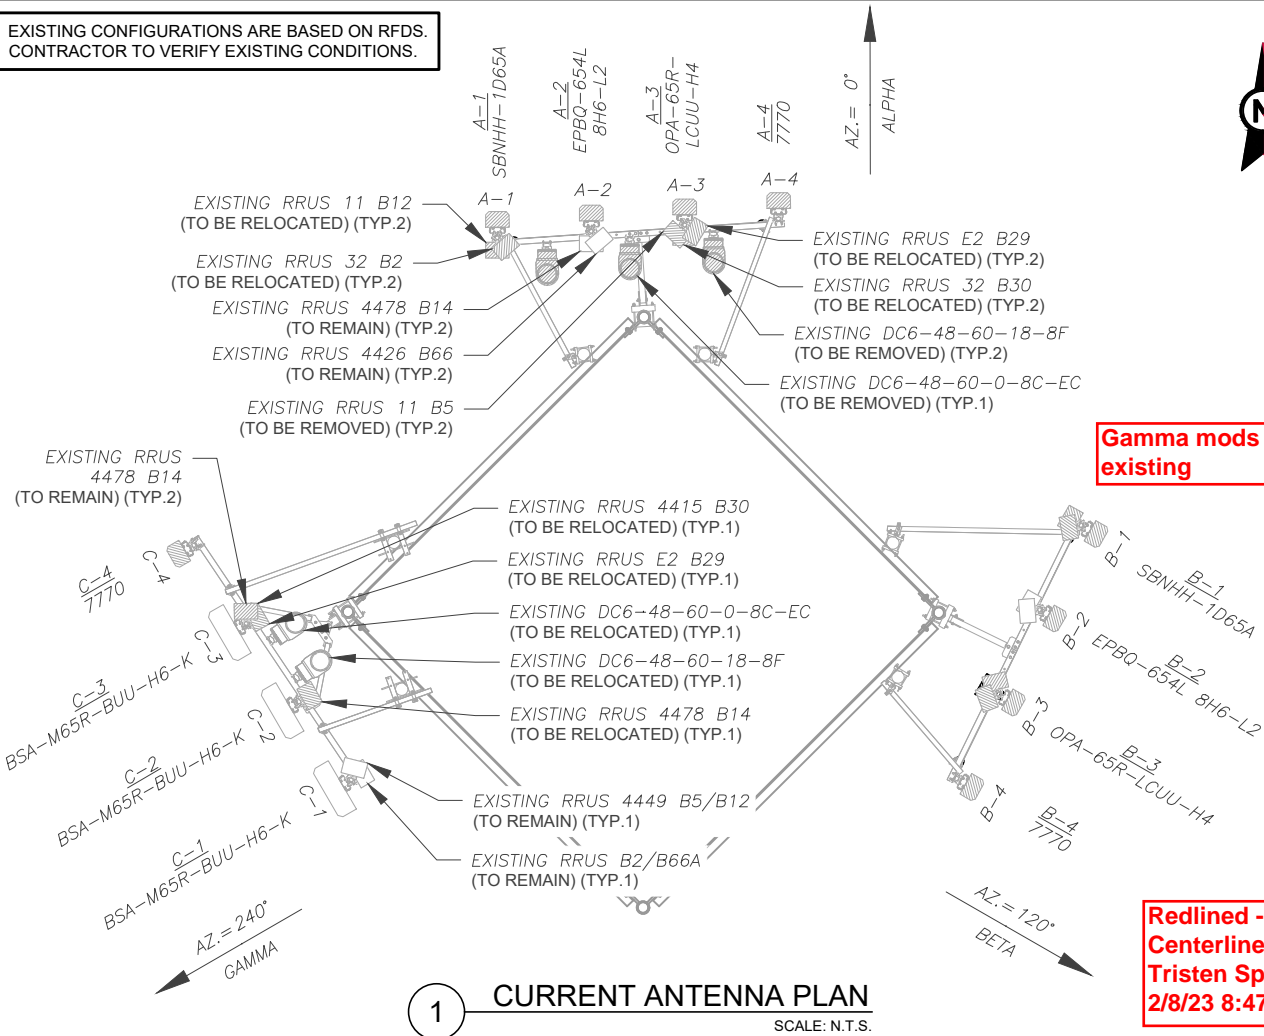 EXISTING CONFIGURATIONS ARE BASED ON RFDS.
CONTRACTOR TO VERIFY EXISTING CONDITIONS.
A-1
SBNHH-1D65A
A-2
EPBQ-654L
8H6-L2
A-3
OPA-65R-
LCUU-H4
A-4
7770
AZ.= 0°
ALPHA
N
A-1
A-2
A-3
A-4
EXISTING RRUS 11 B12
(TO BE RELOCATED) (TYP.2)
EXISTING RRUS 32 B2
(TO BE RELOCATED) (TYP.2)
EXISTING RRUS 4478 B14
(TO REMAIN) (TYP.2)
EXISTING RRUS 4426 B66
(TO REMAIN) (TYP.2)
EXISTING RRUS 11 B5
(TO BE REMOVED) (TYP.2)
EXISTING RRUS E2 B29
(TO BE RELOCATED) (TYP.2)
EXISTING RRUS 32 B30
(TO BE RELOCATED) (TYP.2)
EXISTING DC6-48-60-18-8F
(TO BE REMOVED) (TYP.2)
EXISTING DC6-48-60-0-8C-EC
(TO BE REMOVED) (TYP.1)
Gamma mods
existing
EXISTING RRUS
4478 B14
(TO REMAIN) (TYP.2)
EXISTING RRUS 4415 B30
(TO BE RELOCATED) (TYP.1)
EXISTING RRUS E2 B29
(TO BE RELOCATED) (TYP.1)
EXISTING DC6-48-60-0-8C-EC
(TO BE RELOCATED) (TYP.1)
EXISTING DC6-48-60-18-8F
(TO BE RELOCATED) (TYP.1)
EXISTING RRUS 4478 B14
(TO BE RELOCATED) (TYP.1)
EXISTING RRUS 4449 B5/B12
(TO REMAIN) (TYP.1)
EXISTING RRUS B2/B66A
(TO REMAIN) (TYP.1)
C-4
C-4
7770
C-3
C-3
BSA-M65R-BUU-H6-K
C-2
C-2
BSA-M65R-BUU-H6-K
C-1
C-1
BSA-M65R-BUU-H6-K
AZ.=240°
GAMMA
B-1
B-1
SBNHH-1D65A
B-2
B-2
EPBQ-654L 8H6-L2
B-3
B-3
OPA-65R-LCUU-H4
B-4
B-4
7770
AZ.=120°
BETA
Redlined -
Centerline
Tristen Sp
2/8/23 8:47
1
CURRENT ANTENNA PLAN
SCALE: N.T.S.